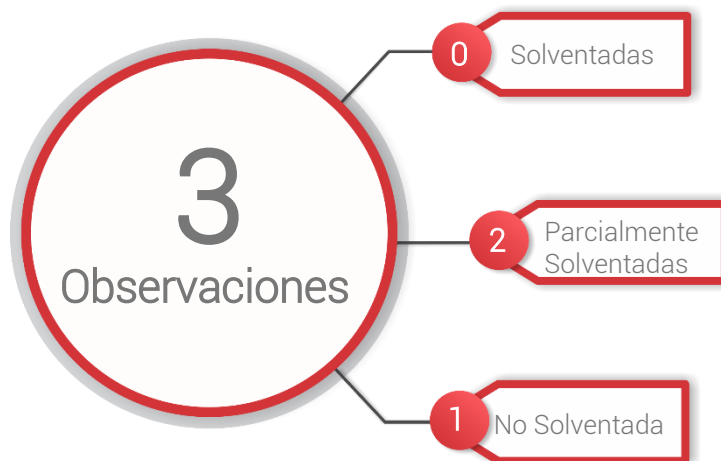 3
Observaciones
0
Solventadas
2
Parcialmente
Solventadas
1
No Solventada